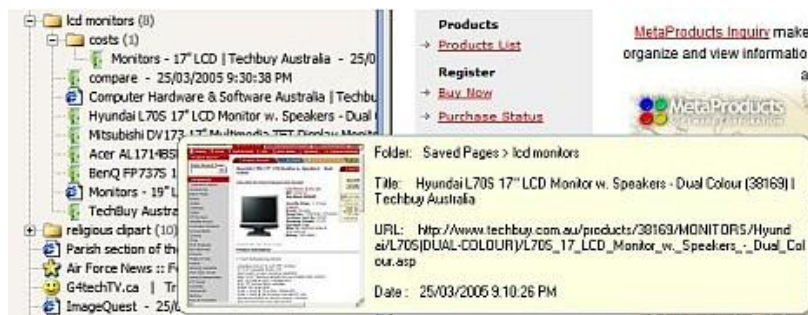 lcd monitors (8)
costs (1)
Monitors - 17" LCD | Techbuy Australia - 25/0
compare - 25/03/2005 9:30:38 PM
Computer Hardware & Software Australia | Techbu
Hyundai L70S 17" LCD Monitor w. Speakers - Dual
Mitsubishi DV173 17" Multimedia TFT Display Monito
Acer AL1714BS
BenQ FP737S 1
Monitors - 19" L
TechBuy Austra
religious clipart (10)
Parish section of the
Air Force News :: F
G4techTV.ca | Tr
ImageQuest - 25/0
Products
Products List
Register
Buy Now
Purchase Status
MetaProducts Inquiry make
organize and view informatio
a
MetaProducts
Folder: Saved Pages > lcd monitors
Title: Hyundai L70S 17" LCD Monitor w. Speakers - Dual Colour (38169) |
Techbuy Australia
URL: http://www.techbuy.com.au/products/38169/MONITORS/Hyund
ai/L70S(DUAL-COLOUR)/L70S_17_LCD_Monitor_w._Speakers_-_Dual_Col
our.asp
Date: 25/03/2005 9:10:26 PM